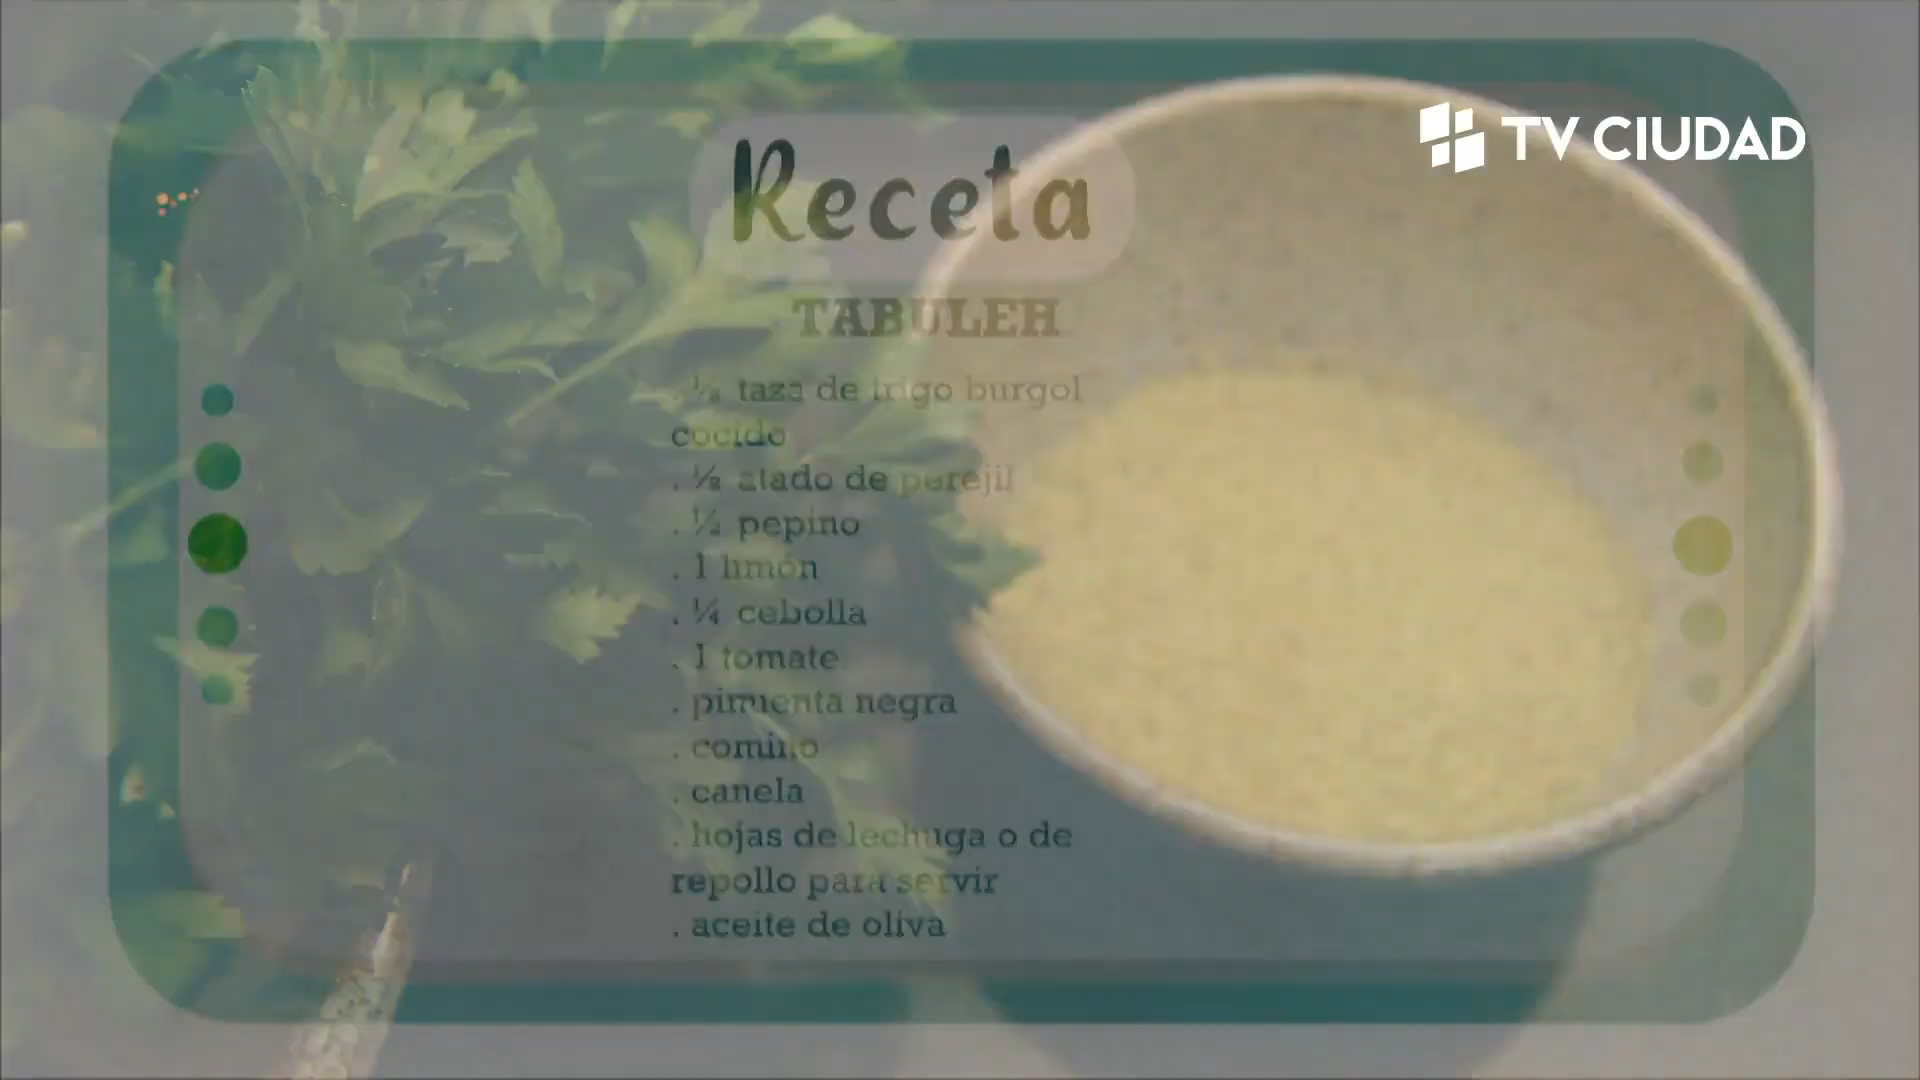 TV CIUDAD
Receta
TABULEH
. ½ taza de trigo burgol
cocido
. ½ atado de perejil
. ½ pepino
. 1 limón
. ¼ cebolla
. 1 tomate
. pimienta negra
. comino
. canela
. hojas de lechuga o de
repollo para servir
. aceite de oliva